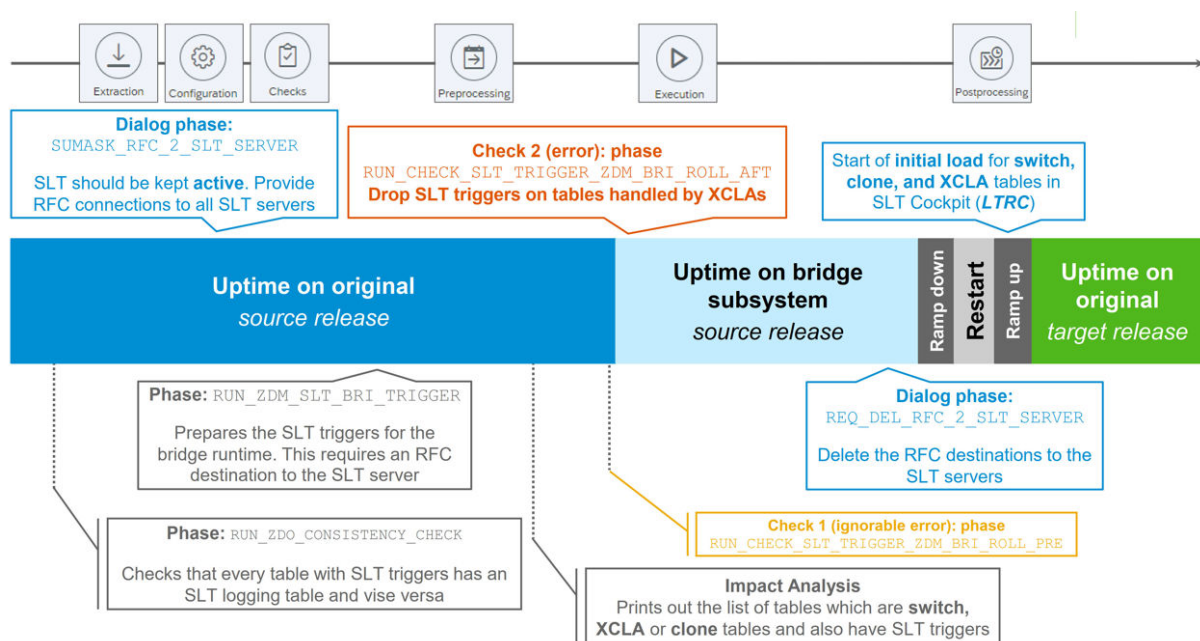 Extraction
Configuration
Checks
Preprocessing
Execution
Postprocessing
Dialog phase:
SUMASK_RFC_2_SLT_SERVER
SLT should be kept active. Provide
RFC connections to all SLT servers
Check 2 (error): phase
RUN_CHECK_SLT_TRIGGER_ZDM_BRI_ROLL_AFT
Drop SLT triggers on tables handled by XCLAs
Start of initial load for switch,
clone, and XCLA tables in
SLT Cockpit (LTRC)
Uptime on original
source release
Uptime on bridge
subsystem
source release
Ramp down
Restart
Ramp up
Uptime on
original
target release
Phase: RUN_ZDM_SLT_BRI_TRIGGER
Prepares the SLT triggers for the
bridge runtime. This requires an RFC
destination to the SLT server
Dialog phase:
REQ_DEL_RFC_2_SLT_SERVER
Delete the RFC destinations to the
SLT servers
Phase: RUN_ZDO_CONSISTENCY_CHECK
Checks that every table with SLT triggers has an
SLT logging table and vise versa
Check 1 (ignorable error): phase
RUN_CHECK_SLT_TRIGGER_ZDM_BRI_ROLL_PRE
Impact Analysis
Prints out the list of tables which are switch,
XCLA or clone tables and also have SLT triggers